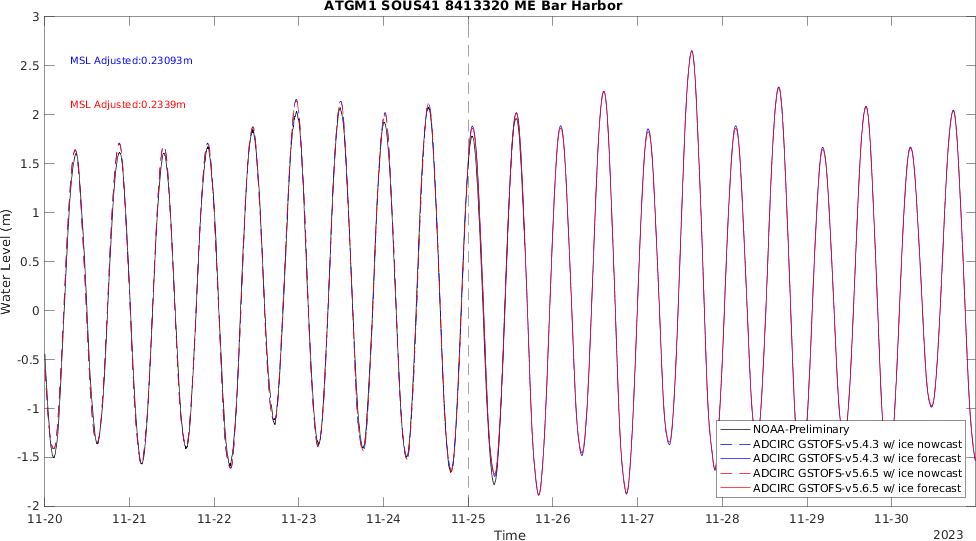 ATGM1 SOUS41 8413320 ME Bar Harbor
3
2.5
2
1.5
1
0.5
0
-0.5
-1
-1.5
-2
Water Level (m)
MSL Adjusted:0.23093m
MSL Adjusted:0.2339m
NOAA-Preliminary
ADCIRC GSTOFS-v5.4.3 w/ ice nowcast
ADCIRC GSTOFS-v5.4.3 w/ ice forecast
ADCIRC GSTOFS-v5.6.5 w/ ice nowcast
ADCIRC GSTOFS-v5.6.5 w/ ice forecast
11-20 11-21 11-22 11-23 11-24 11-25 11-26 11-27 11-28 11-29 11-30
Time
2023